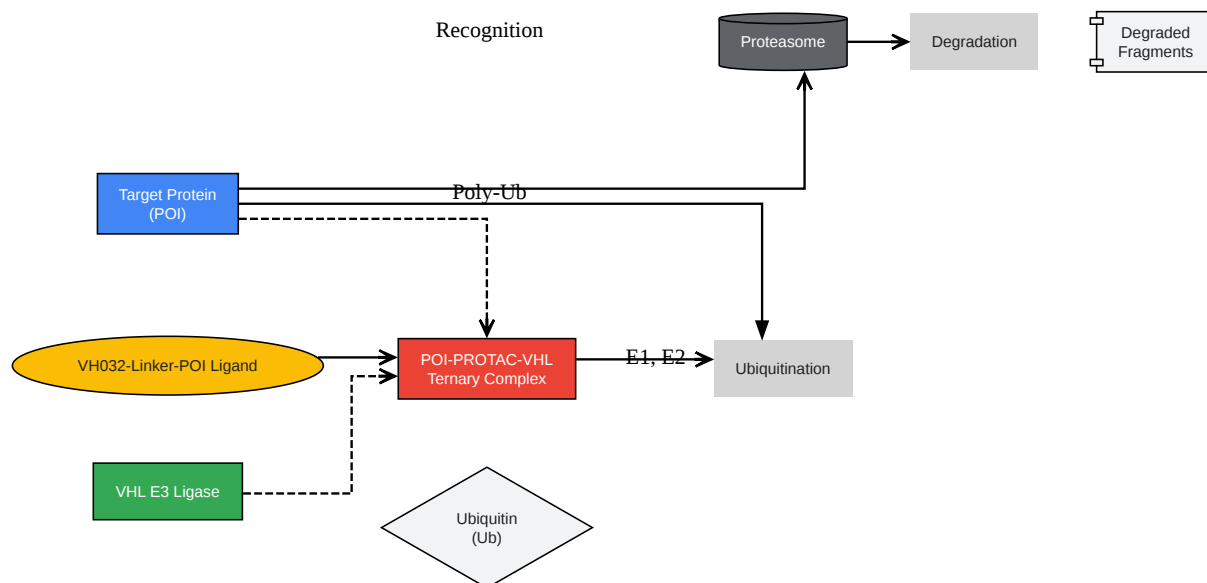 Recognition
Proteasome
Degradation
Degraded
Fragments
Target Protein
(POI)
Poly-Ub
VH032-Linker-POI Ligand
POI-PROTAC-VHL
Ternary Complex
E1, E2
Ubiquitination
VHL E3 Ligase
Ubiquitin
(Ub)